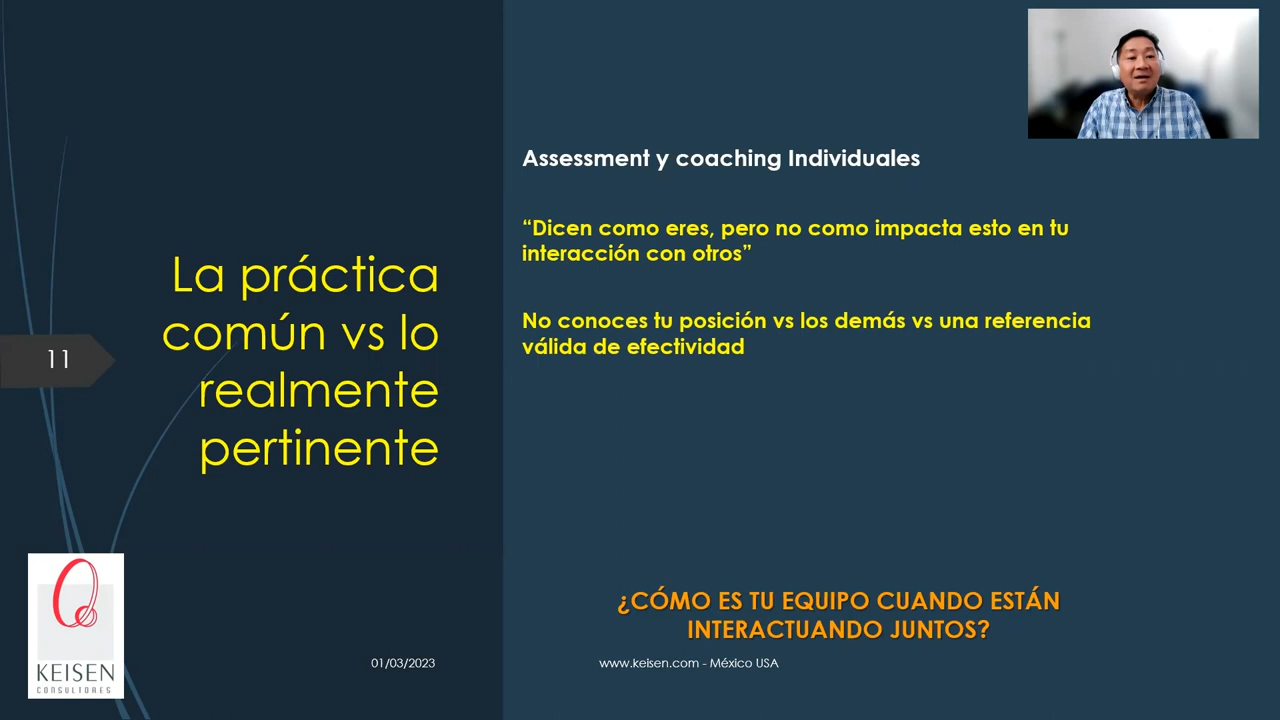 La práctica
común vs lo
realmente
pertinente
11
Assessment y coaching Individuales
“Dicen como eres, pero no como impacta esto en tu
interacción con otros”
No conoces tu posición vs los demás vs una referencia
válida de efectividad
¿CÓMO ES TU EQUIPO CUANDO ESTÁN
INTERACTUANDO JUNTOS?
KEISEN
CONSULTORES
01/03/2023
www.keisen.com - México USA